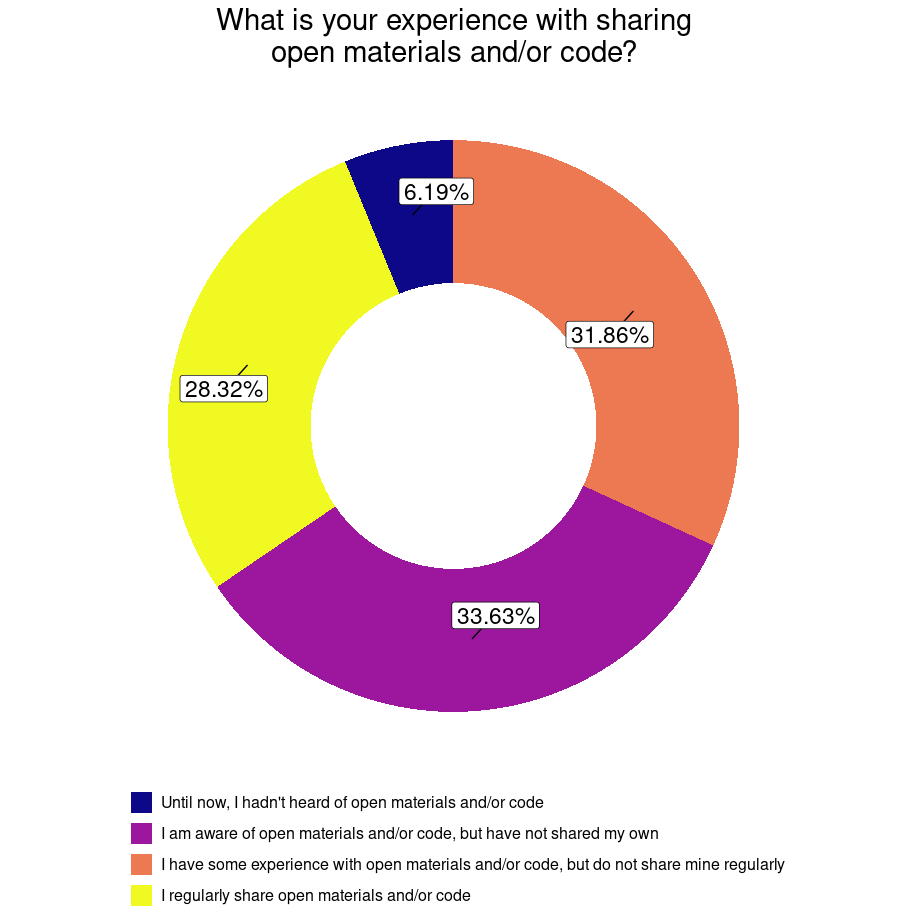 What is your experience with sharing
open materials and/or code?
6.19%
31.86%
28.32%
33.63%
Until now, I hadn't heard of open materials and/or code
I am aware of open materials and/or code, but have not shared my own
I have some experience with open materials and/or code, but do not share mine regularly
I regularly share open materials and/or code